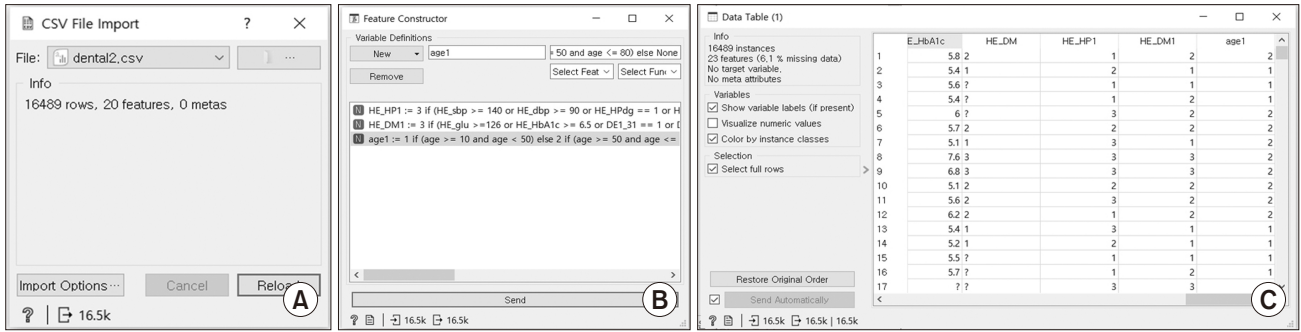 CSV File Import ? ×
File: dental2,csv ...
Info
16489 rows, 20 features, 0 metas
Import Options ··· Cancel Reloa
? 16.5k
A
Feature Constructor
Variable Definitions
New age1 50 and age <= 80) else None
Remove Select Feat Select Fun
N HE_HP1 := 3 if (HE_sbp >= 140 or HE_dbp >= 90 or HE_HPdg == 1 or H
N HE_DM1 := 3 if (HE_glu >=126 or HE_HbA1c >= 6.5 or DE1_31 == 1 or
N age1 := 1 if (age >= 10 and age < 50) else 2 if (age >= 50 and age <=
Send
? 16.5k 16.5k
B
Data Table (1)
Info
16489 instances
23 features (6,1 % missing data)
No target variable,
No meta attributes
Variables
Show variable labels (if present)
Visualize numeric values
Color by instance classes
Selection
Select full rows
Restore Original Order
Send Automatically
? 16.5k 16.5k | 16.5k
E_HbA1c HE_DM HE_HP1 HE_DM1 age1
1 5.8 2 1 2 2
2 5.4 1 2 1 1
3 5.6 ? 1 1 1
4 5.4 ? 1 2 1
5 6 ? 3 2 2
6 5.7 2 2 2 2
7 5.1 1 3 1 2
8 7.6 3 3 3 2
9 6.8 3 3 3 2
10 5.1 2 2 2 2
11 5.6 2 3 2 2
12 6.2 2 1 2 2
13 5.4 1 3 1 1
14 5.2 1 2 1 1
15 5.5 ? 1 1 1
16 5.7 ? 1 2 1
17 ? ? 3 3
C